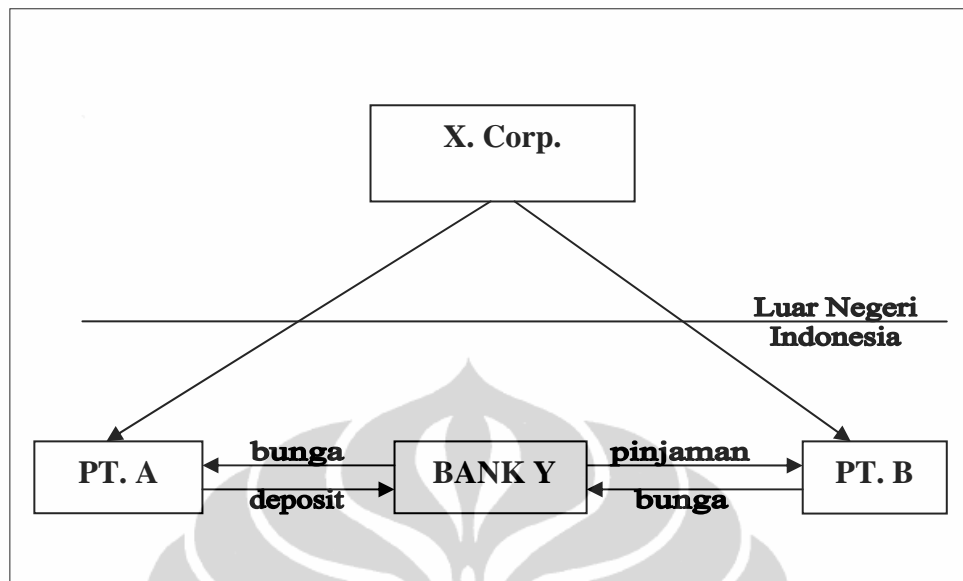 X. Corp.
Luar Negeri
Indonesia
bunga
pinjaman
PT. A
BANK Y
PT. B
deposit
bunga